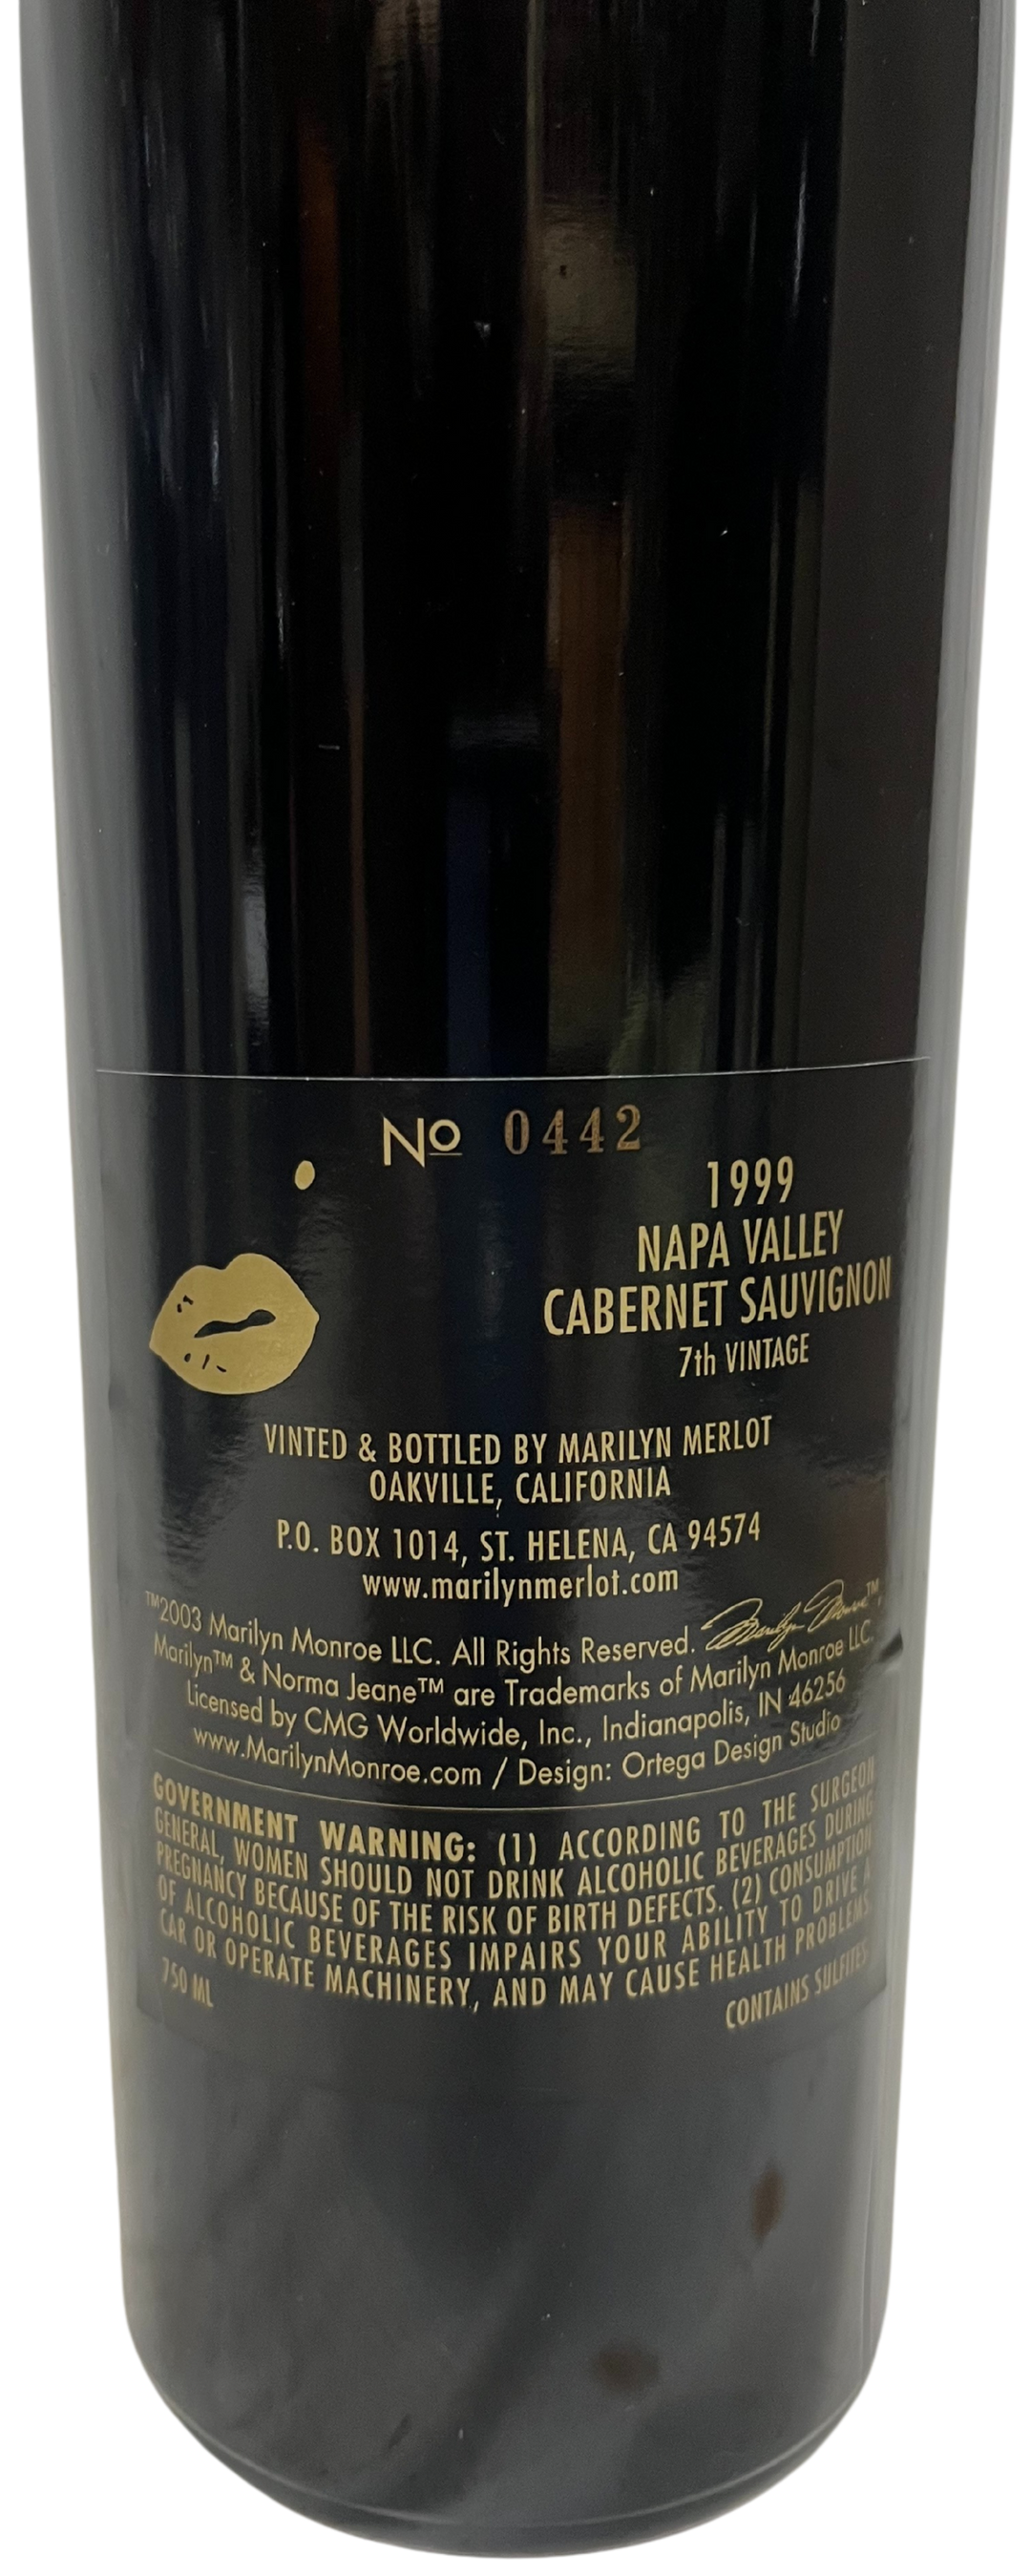 No 0442
1999
NAPA VALLEY
CABERNET SAUVIGNON
7th VINTAGE
VINTED & BOTTLED BY MARILYN MERLOT
OAKVILLE, CALIFORNIA
P.O. BOX 1014, ST. HELENA, CA 94574
www.marilynmerlot.com
™2003 Marilyn Monroe LLC. All Rights Reserved. Marilyn Monroe™,
Marilyn™ & Norma Jeane™ are Trademarks of Marilyn Monroe LLC.
Licensed by CMG Worldwide, Inc., Indianapolis, IN 46256
www.MarilynMonroe.com / Design: Ortega Design Studio
GOVERNMENT WARNING: (1) ACCORDING TO THE SURGEON
GENERAL, WOMEN SHOULD NOT DRINK ALCOHOLIC BEVERAGES DURING
PREGNANCY BECAUSE OF THE RISK OF BIRTH DEFECTS. (2) CONSUMPTION
OF ALCOHOLIC BEVERAGES IMPAIRS YOUR ABILITY TO DRIVE A
CAR OR OPERATE MACHINERY, AND MAY CAUSE HEALTH PROBLEMS.
750 ML CONTAINS SULFITES